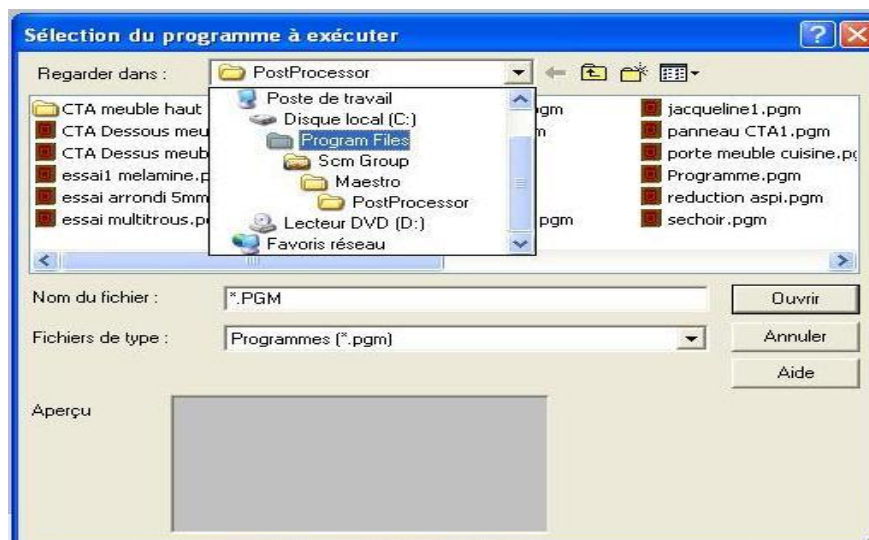 Sélection du programme à exécuter
Regarder dans :
PostProcessor
CTA meuble haut
CTA Dessous meu
CTA Dessus meub
essai1 melamine.p
essai arrondi 5mm
essai multitrous.p
Poste de travail
Disque local (C:)
Program Files
Scm Group
Maestro
PostProcessor
Lecteur DVD (D:)
Favoris réseau
gm
pgm
jacqueline1.pgm
panneau CTA1.pgm
porte meuble cuisine.p
Programme.pgm
reduction aspi.pgm
sechoir.pgm
Nom du fichier :
*.PGM
Ouvrir
Fichiers de type :
Programmes (*.pgm)
Annuler
Aide
Aperçu